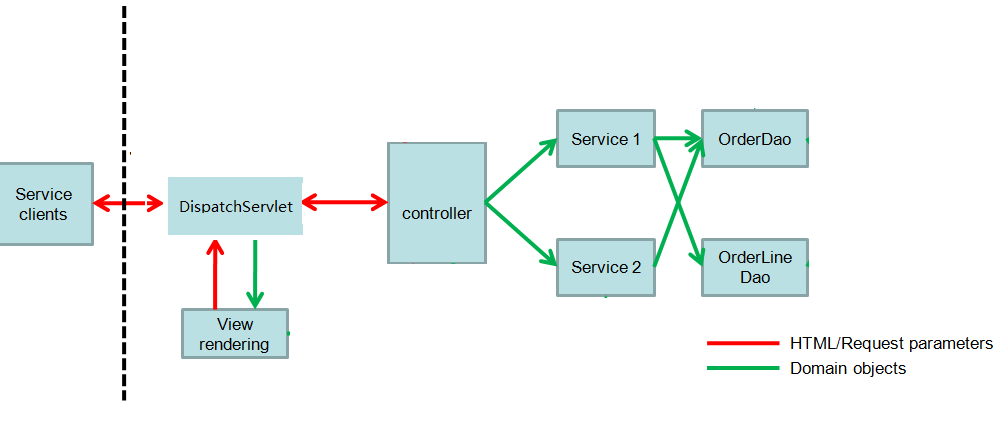 Service
clients
DispatchServlet
View
rendering
controller
Service 1
Service 2
OrderDao
OrderLine
Dao
HTML/Request parameters
Domain objects